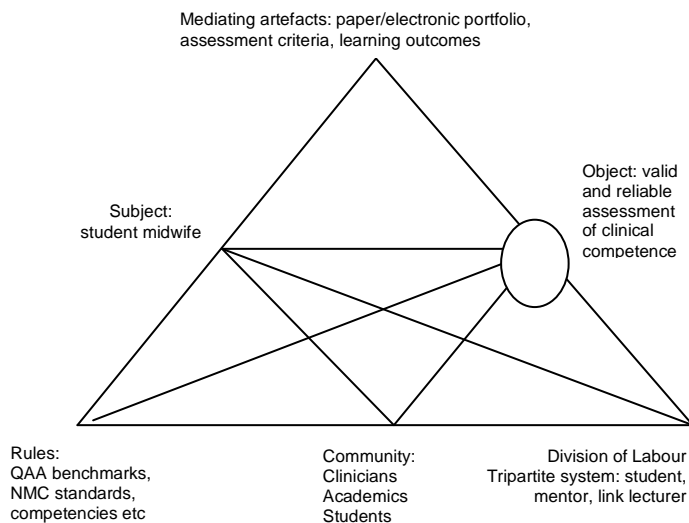 Mediating artefacts: paper/electronic portfolio,
assessment criteria, learning outcomes
Object: valid
and reliable
assessment
of clinical
competence
Subject:
student midwife
Rules:
QAA benchmarks,
NMC standards,
competencies etc
Community:
Clinicians
Academics
Students
Division of Labour
Tripartite system: student,
mentor, link lecturer